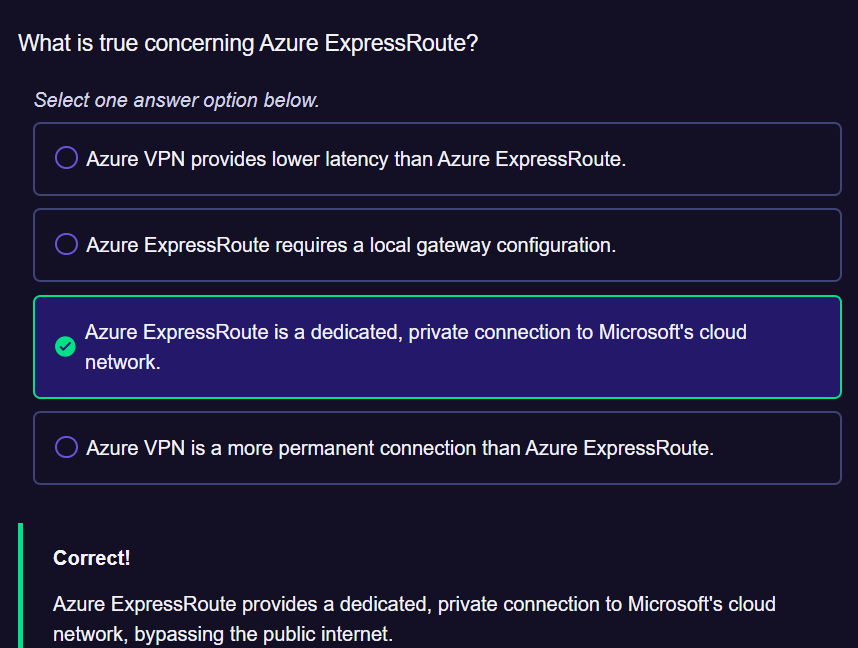 What is true concerning Azure ExpressRoute?
Select one answer option below.
Azure VPN provides lower latency than Azure ExpressRoute.
Azure ExpressRoute requires a local gateway configuration.
Azure ExpressRoute is a dedicated, private connection to Microsoft's cloud
network.
Azure VPN is a more permanent connection than Azure ExpressRoute.
Correct!
Azure ExpressRoute provides a dedicated, private connection to Microsoft's cloud
network, bypassing the public internet.